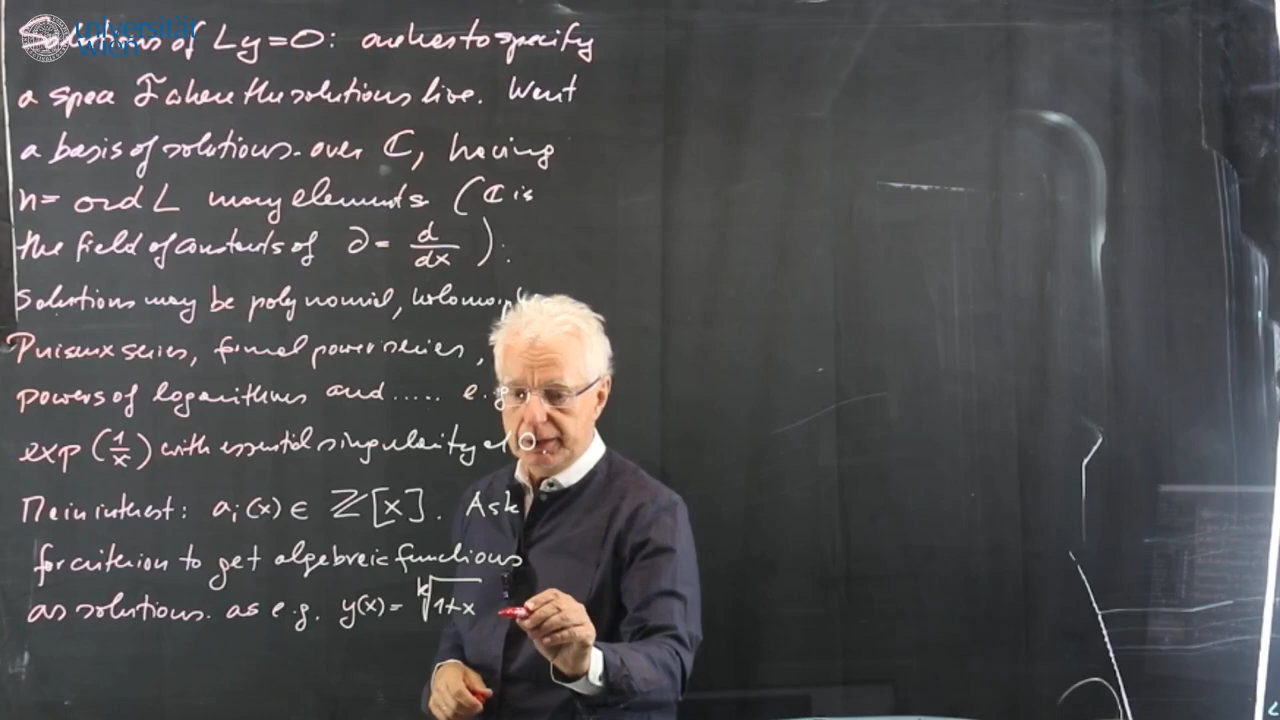 universität
wien
Solutions of Ly=0: one has to specify
a space F where the solutions live. Want
a basis of solutions over ℂ, having
n= ord L many elements (ℂ is
the field of constants of ∂ = d/dx ).
Solutions may be polynomial, holomorphic
Puiseux series, formal power series,
powers of logarithms and ..... e.g
exp (1/x) with essential singularity at 0.
Main interest: aᵢ(x) ∈ ℤ[x]. Ask
for criterion to get algebraic functions
as solutions. as e.g. y(x) = ᵏ√1+x